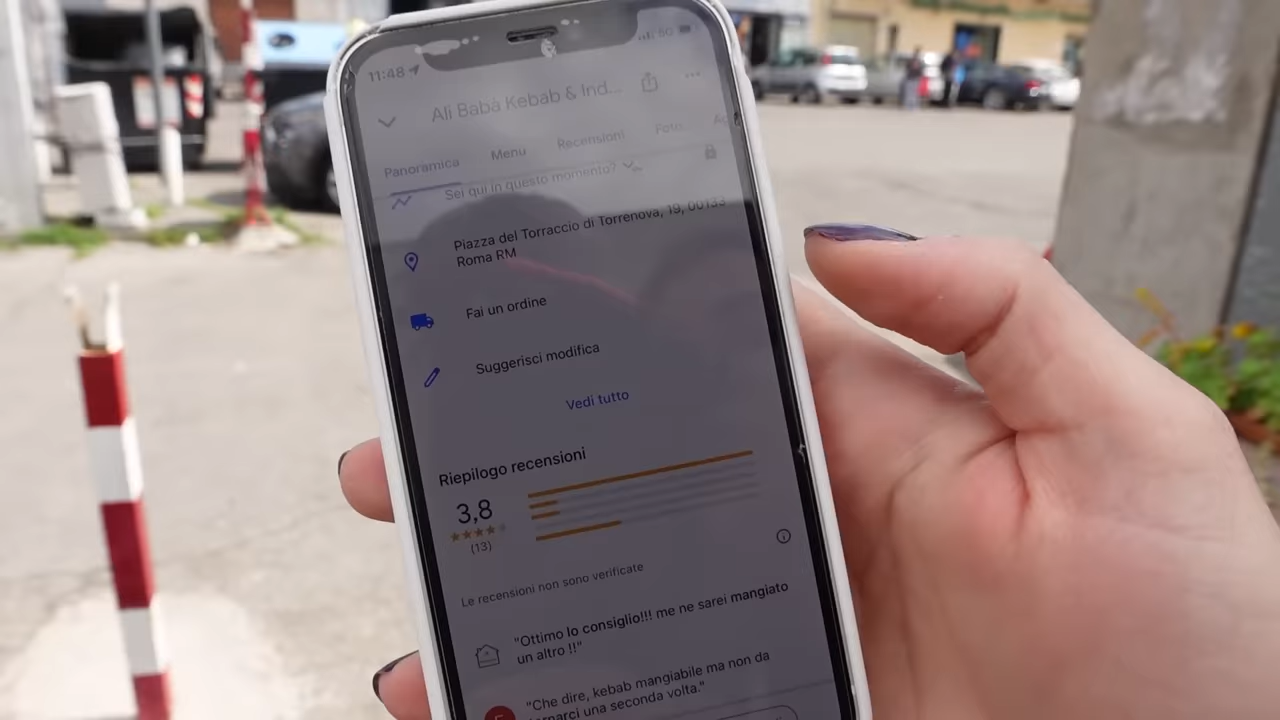 11:48
Ali Baba Kebab & Ind...
Panoramica Menu Recensioni Foto
Sei qui in questo momento?
Piazza del Torraccio di Torrenova, 19, 00133
Roma RM
Fai un ordine
Suggerisci modifica
Vedi tutto
Riepilogo recensioni
3,8
(13)
Le recensioni non sono verificate
"Ottimo lo consiglio!!! me ne sarei mangiato
un altro !!"
"Che dire, kebab mangiabile ma non da
tornarci una seconda volta."